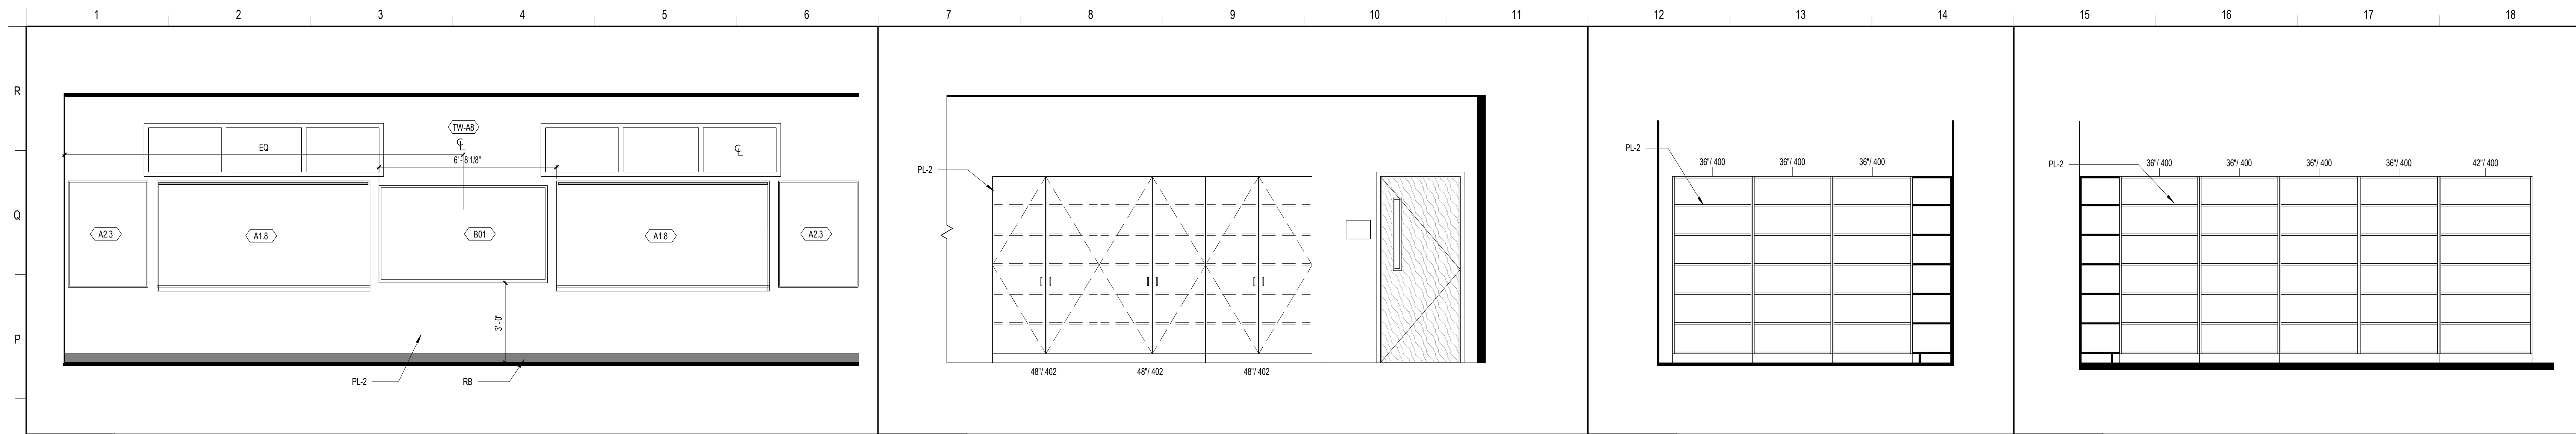 1 2 3 4 5 6 7 8 9 10 11 12 13 14 15 16 17 18
R
Q
P
TW-A8
EQ
℄
℄
6' - 8 1/8"
A2.3
A1.8
B01
A1.8
A2.3
3' - 0"
PL-2
RB
PL-2
48"/ 402
48"/ 402
48"/ 402
PL-2
36"/ 400
36"/ 400
36"/ 400
PL-2
36"/ 400
36"/ 400
36"/ 400
36"/ 400
42"/ 400